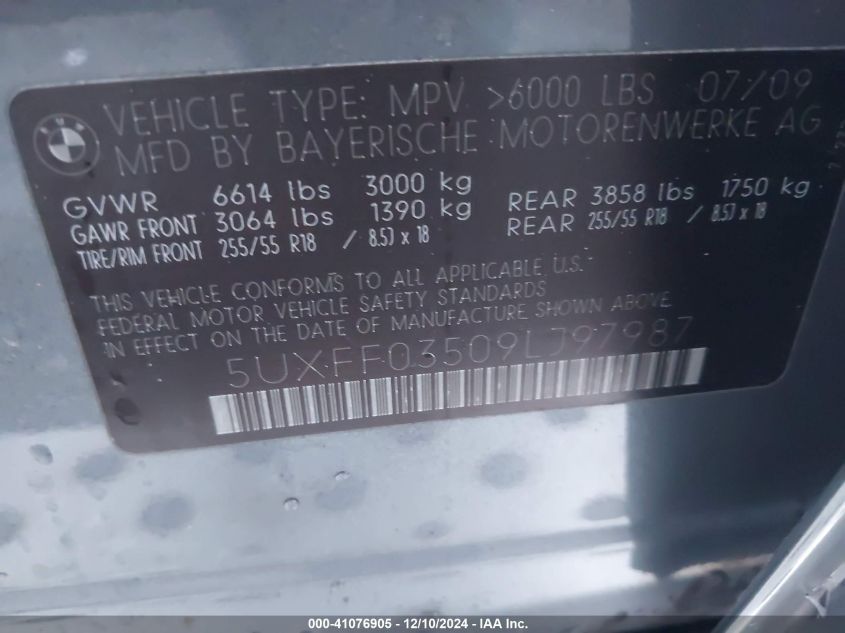 VEHICLE TYPE: MPV >6000 LBS 07/09
MFD BY BAYERISCHE MOTORENWERKE AG
GVWR 6614 lbs 3000 kg
GAWR FRONT 3064 lbs 1390 kg REAR 3858 lbs 1750 kg
TIRE/RIM FRONT 255/55 R18 / 8.5J x 18 REAR 255/55 R18 / 8.5J x 18
THIS VEHICLE CONFORMS TO ALL APPLICABLE U.S.
FEDERAL MOTOR VEHICLE SAFETY STANDARDS
IN EFFECT ON THE DATE OF MANUFACTURE SHOWN ABOVE
5UXFF03509LJ97987
000-41076905 - 12/10/2024 - IAA Inc.